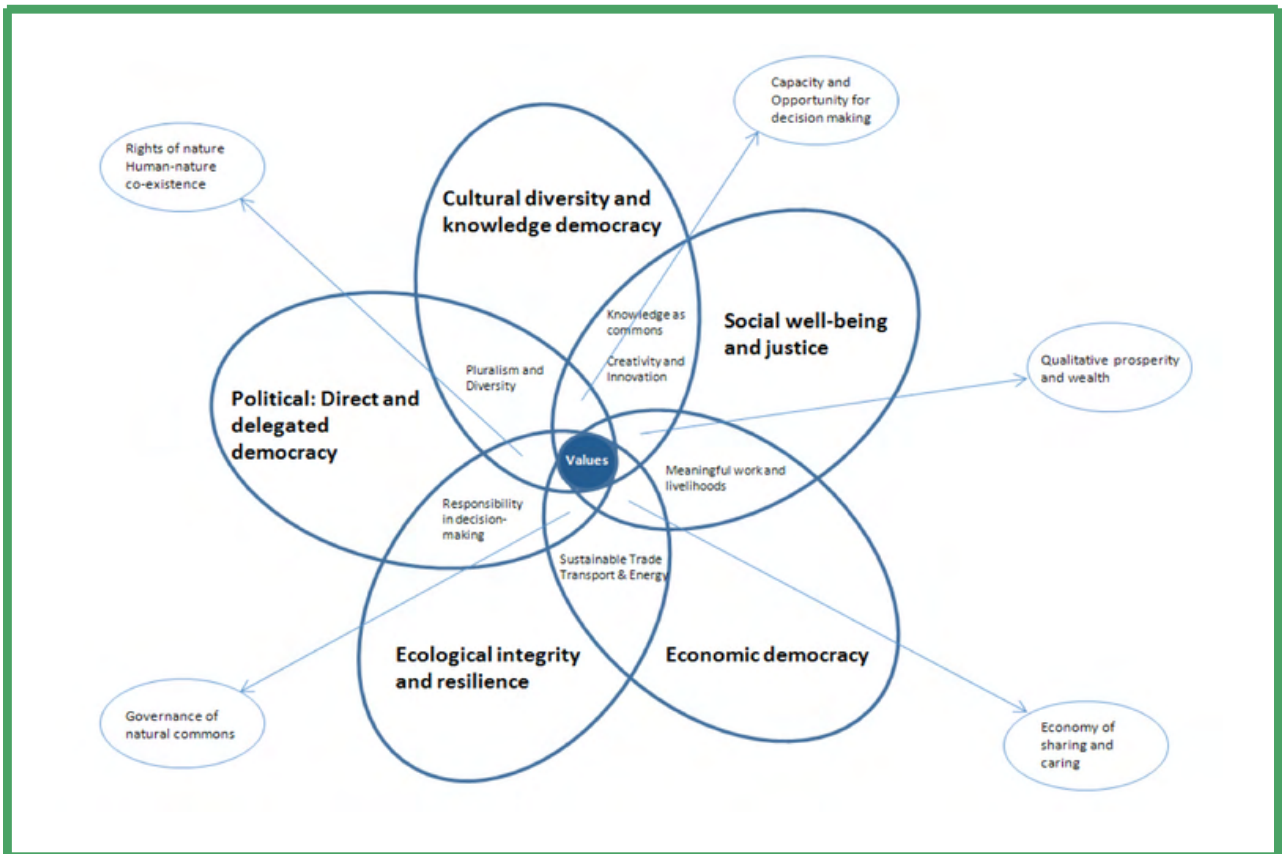 Capacity and
Opportunity for
decision making
Rights of nature
Human-nature
co-existence
Cultural diversity and
knowledge democracy
Knowledge as
commons
Creativity and
Innovation
Social well-being
and justice
Qualitative prosperity
and wealth
Pluralism and
Diversity
Political: Direct and
delegated
democracy
Values
Meaningful work and
livelihoods
Responsibility
in decision-
making
Sustainable Trade
Transport & Energy
Ecological integrity
and resilience
Economic democracy
Governance of
natural commons
Economy of
sharing and
caring